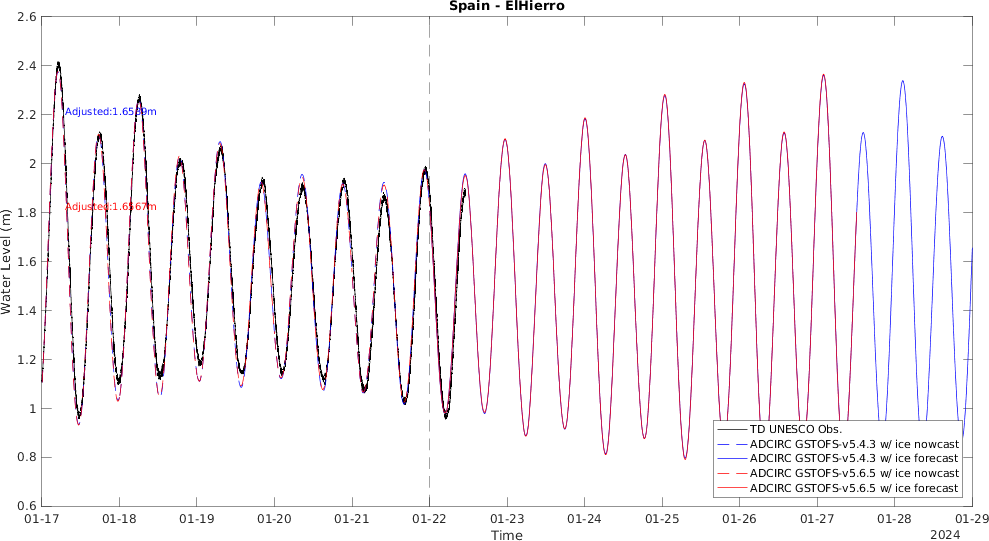 Spain - ElHierro
2.6
2.4
2.2
2
1.8
1.6
1.4
1.2
1
0.8
0.6
Water Level (m)
Adjusted:1.6539m
Adjusted:1.6567m
TD UNESCO Obs.
ADCIRC GSTOFS-v5.4.3 w/ ice nowcast
ADCIRC GSTOFS-v5.4.3 w/ ice forecast
ADCIRC GSTOFS-v5.6.5 w/ ice nowcast
ADCIRC GSTOFS-v5.6.5 w/ ice forecast
01-17 01-18 01-19 01-20 01-21 01-22 01-23 01-24 01-25 01-26 01-27 01-28 01-29
Time
2024